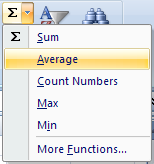 Σ
Σ Sum
Average
Count Numbers
Max
Min
More Functions...